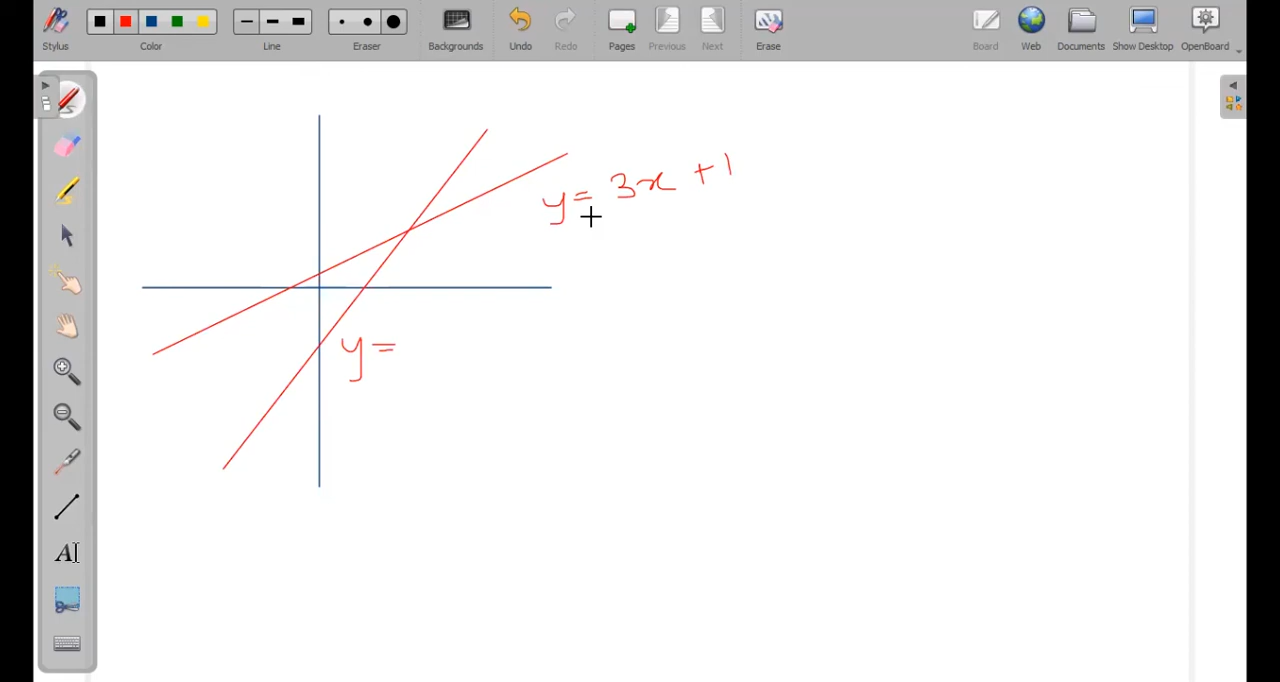 Stylus Color Line Eraser Backgrounds Undo Redo Pages Previous Next Erase Board Web Documents Show Desktop OpenBoard
y = 3x + 1
y =
A